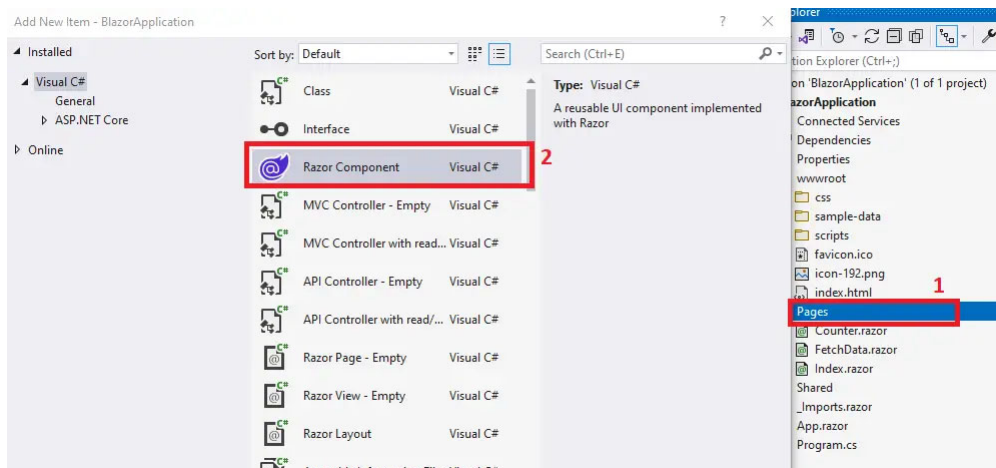 Add New Item - BlazorApplication
?
Installed
Visual C#
General
ASP.NET Core
Online
Sort by: Default
Search (Ctrl+E)
Class Visual C#
Interface Visual C#
Razor Component Visual C#
2
MVC Controller - Empty Visual C#
MVC Controller with read... Visual C#
API Controller - Empty Visual C#
API Controller with read/... Visual C#
Razor Page - Empty Visual C#
Razor View - Empty Visual C#
Razor Layout Visual C#
Type: Visual C#
A reusable UI component implemented
with Razor
plorer
tion Explorer (Ctrl+;)
on 'BlazorApplication' (1 of 1 project)
azorApplication
Connected Services
Dependencies
Properties
wwwroot
css
sample-data
scripts
favicon.ico
icon-192.png
index.html
1
Pages
Counter.razor
FetchData.razor
Index.razor
Shared
_Imports.razor
App.razor
Program.cs